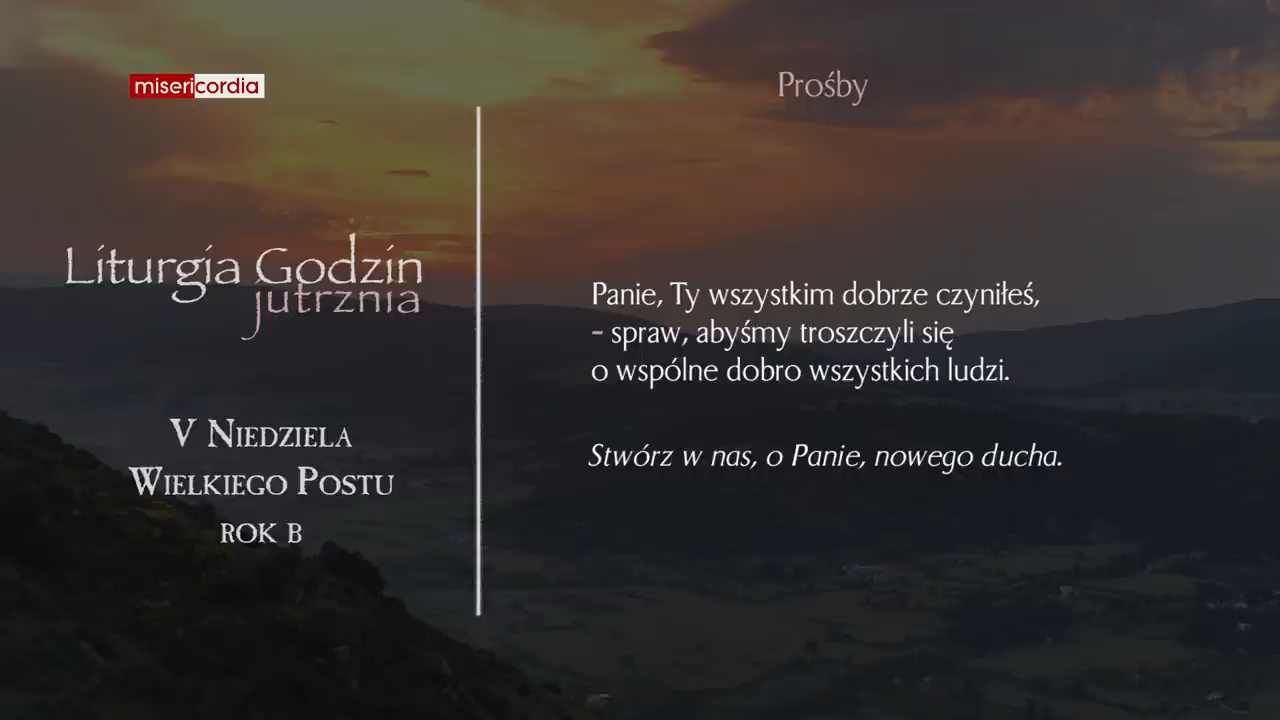 misericordia
Liturgia Godzin
jutrznia
V Niedziela
Wielkiego Postu
rok B
Prośby
Panie, Ty wszystkim dobrze czyniłeś,
- spraw, abyśmy troszczyli się
o wspólne dobro wszystkich ludzi.
Stwórz w nas, o Panie, nowego ducha.